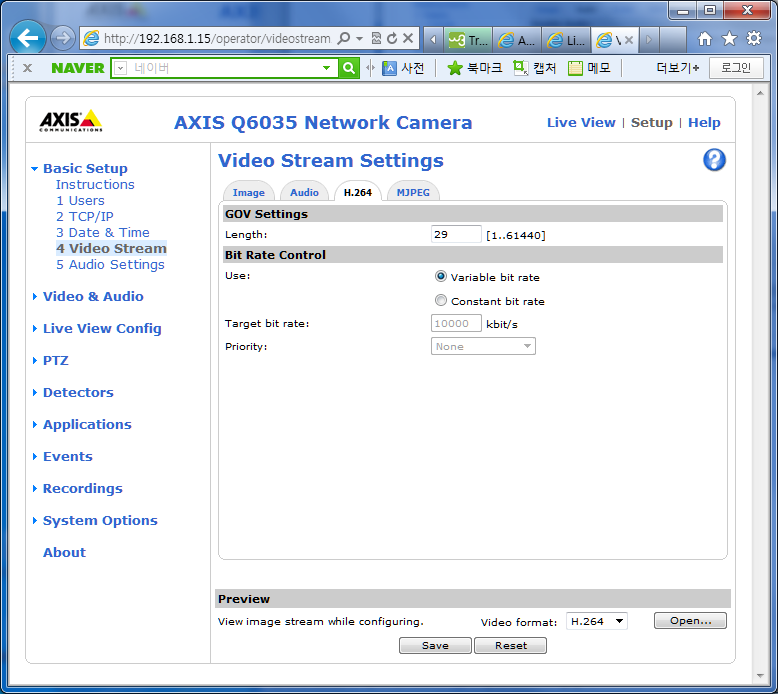 http://192.168.1.15/operator/videostream
Tr...
A...
Li...
V
x NAVER 네이버 사전 북마크 캡처 메모 더보기+ 로그인
AXIS
COMMUNICATIONS
AXIS Q6035 Network Camera
Live View | Setup | Help
Basic Setup
Instructions
1 Users
2 TCP/IP
3 Date & Time
4 Video Stream
5 Audio Settings
Video & Audio
Live View Config
PTZ
Detectors
Applications
Events
Recordings
System Options
About
Video Stream Settings
?
Image
Audio
H.264
MJPEG
GOV Settings
Length: 29 [1..61440]
Bit Rate Control
Use: Variable bit rate
Constant bit rate
Target bit rate: 10000 kbit/s
Priority: None
Preview
View image stream while configuring. Video format: H.264 Open...
Save Reset